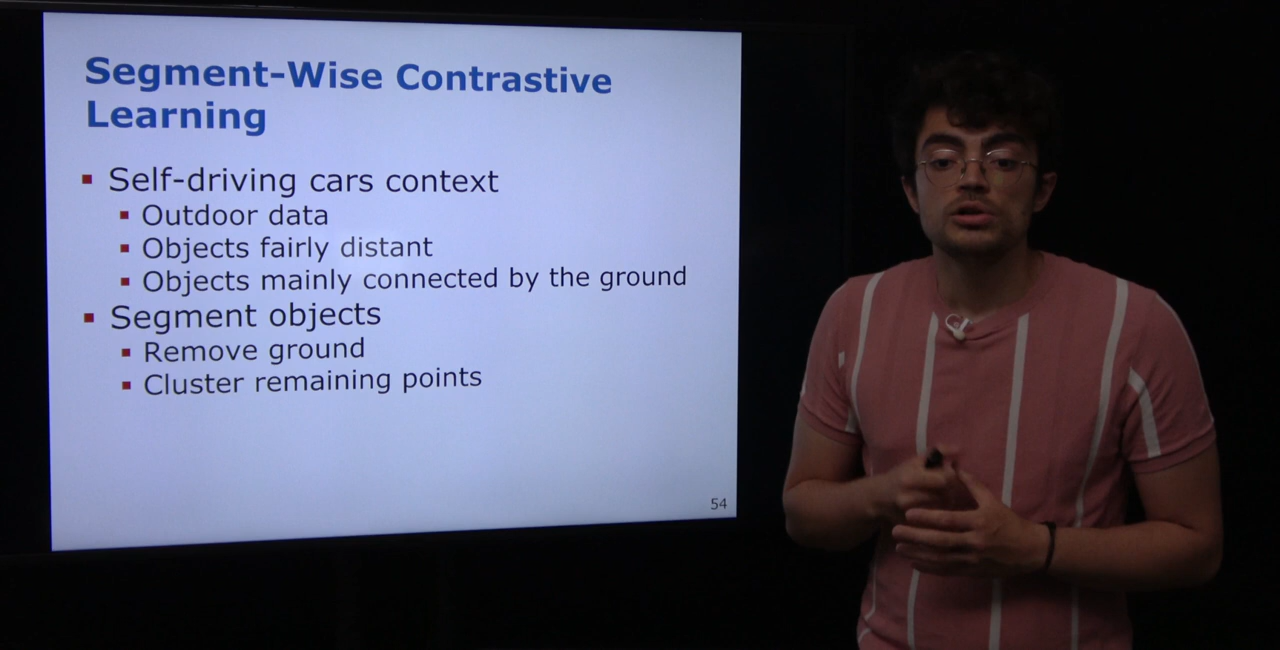 Segment-Wise Contrastive
Learning
Self-driving cars context
Outdoor data
Objects fairly distant
Objects mainly connected by the ground
Segment objects
Remove ground
Cluster remaining points
54